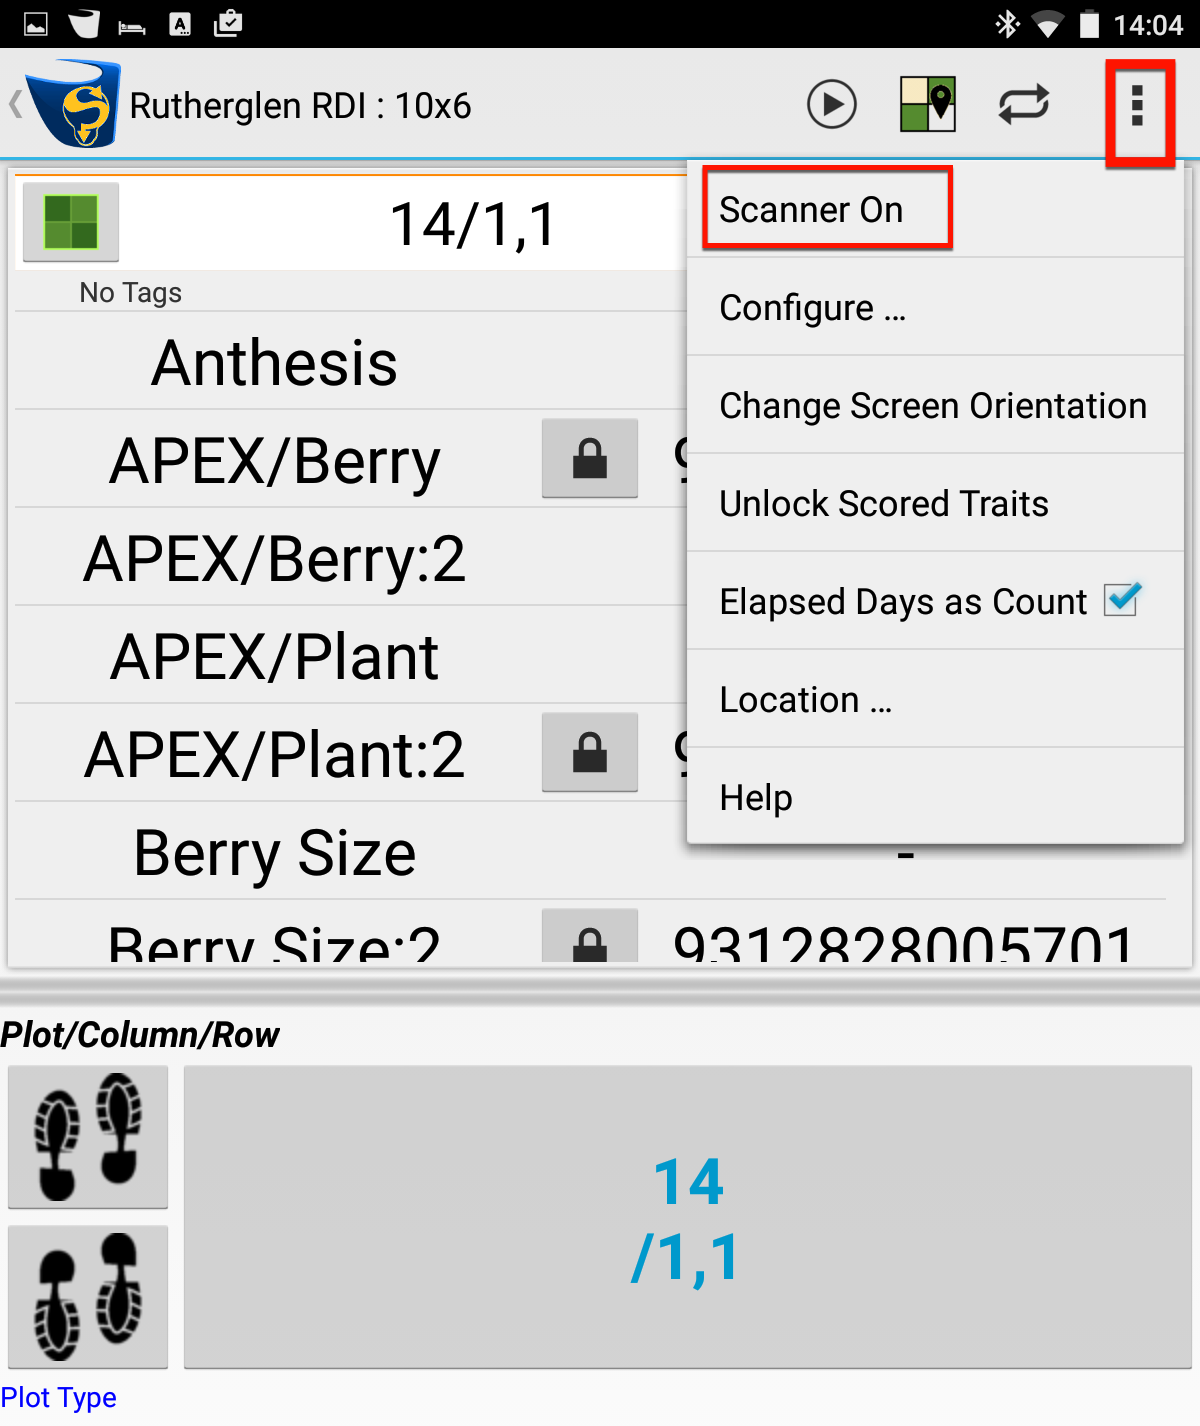 14:04
Rutherglen RDI : 10x6
14/1,1
Scanner On
No Tags
Configure ...
Anthesis
Change Screen Orientation
APEX/Berry
Unlock Scored Traits
APEX/Berry:2
Elapsed Days as Count
APEX/Plant
Location ...
APEX/Plant:2
Help
Berry Size
-
Berry Size:2
9312828005701
Plot/Column/Row
14
/1,1
Plot Type